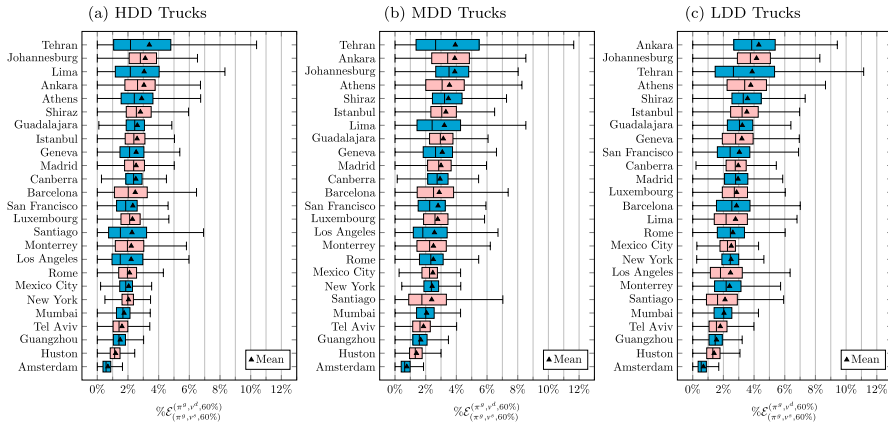 (a) HDD Trucks
Tehran
Johannesburg
Lima
Ankara
Athens
Shiraz
Guadalajara
Istanbul
Geneva
Madrid
Canberra
Barcelona
San Francisco
Luxembourg
Santiago
Monterrey
Los Angeles
Rome
Mexico City
New York
Mumbai
Tel Aviv
Guangzhou
Huston
Amsterdam
Mean
0% 2% 4% 6% 8% 10% 12%
%ℰ^{(π^g,ν^d,60%)}_{(π^g,ν^s,60%)}
(b) MDD Trucks
Tehran
Ankara
Johannesburg
Athens
Shiraz
Istanbul
Lima
Guadalajara
Geneva
Madrid
Canberra
Barcelona
San Francisco
Luxembourg
Los Angeles
Monterrey
Rome
Mexico City
New York
Santiago
Mumbai
Tel Aviv
Guangzhou
Huston
Amsterdam
Mean
0% 2% 4% 6% 8% 10% 12%
%ℰ^{(π^g,ν^d,60%)}_{(π^g,ν^s,60%)}
(c) LDD Trucks
Ankara
Johannesburg
Tehran
Athens
Shiraz
Istanbul
Guadalajara
Geneva
San Francisco
Canberra
Madrid
Luxembourg
Barcelona
Lima
Rome
Mexico City
New York
Los Angeles
Monterrey
Santiago
Mumbai
Tel Aviv
Guangzhou
Huston
Amsterdam
Mean
0% 2% 4% 6% 8% 10% 12%
%ℰ^{(π^g,ν^d,60%)}_{(π^g,ν^s,60%)}